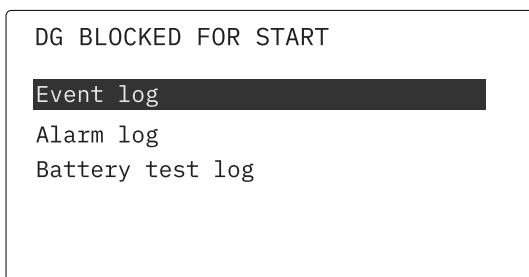 DG BLOCKED FOR START
Event log
Alarm log
Battery test log